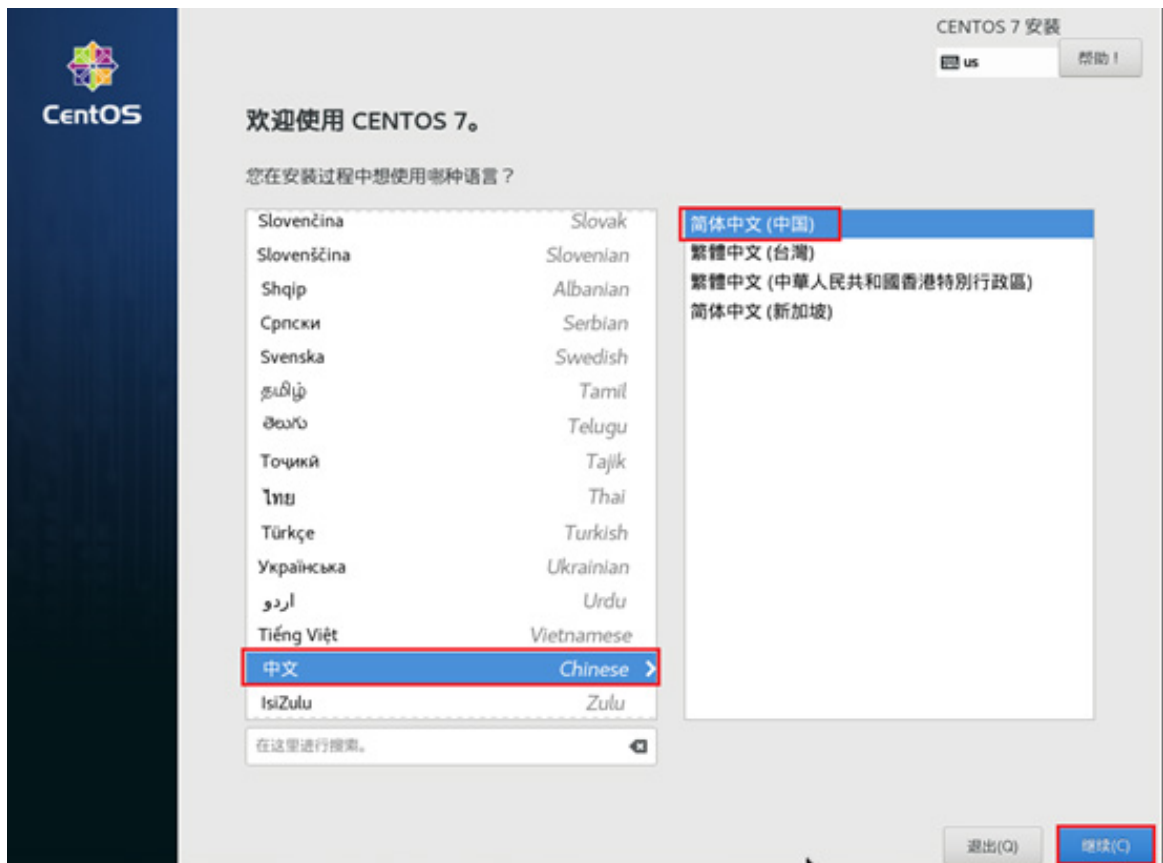 CENTOS 7 安装
us
帮助！
CentOS
欢迎使用 CENTOS 7。
您在安装过程中想使用哪种语言？
Slovenčina Slovak
Slovenščina Slovenian
Shqip Albanian
Српски Serbian
Svenska Swedish
தமிழ் Tamil
తెలుగు Telugu
Тоҷикӣ Tajik
ไทย Thai
Türkçe Turkish
Українська Ukrainian
اردو Urdu
Tiếng Việt Vietnamese
中文 Chinese
IsiZulu Zulu
在这里进行搜索。
简体中文 (中国)
繁體中文 (台灣)
繁體中文 (中華人民共和國香港特別行政區)
简体中文 (新加坡)
退出(Q)
继续(C)